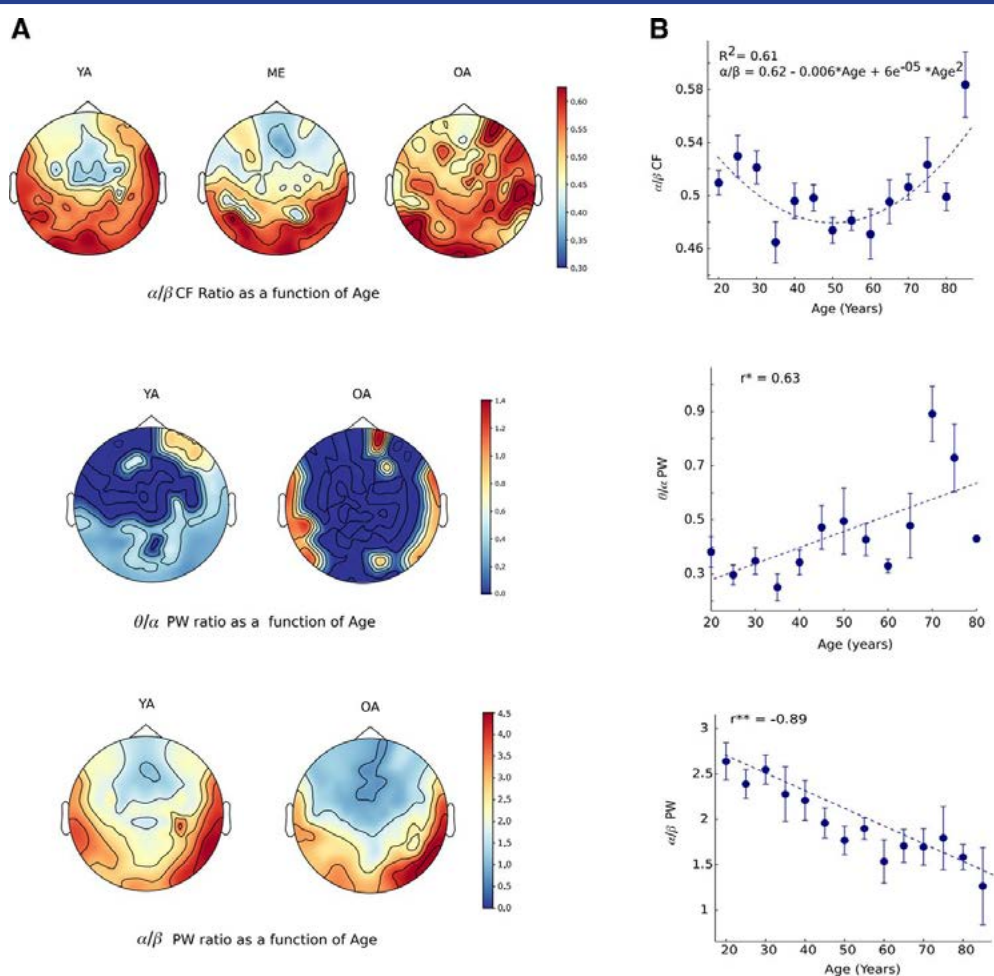 A
YA
ME
OA
0,60
0,55
0,50
0,45
0,40
0,35
0,30
α/β CF Ratio as a function of Age
YA
OA
1,4
1,2
1,0
0,8
0,6
0,4
0,2
0,0
θ/α PW ratio as a function of Age
YA
OA
4,5
4,0
3,5
3,0
2,5
2,0
1,5
1,0
0,5
0,0
α/β PW ratio as a function of Age
B
R²= 0.61
α/β = 0.62 - 0.006*Age + 6e⁻⁰⁵ *Age²
α/β CF
0.58
0.54
0.5
0.46
20 30 40 50 60 70 80
Age (Years)
r* = 0.63
θ/α PW
0.9
0.7
0.5
0.3
20 30 40 50 60 70 80
Age (years)
r** = -0.89
α/β PW
3
2.5
2
1.5
1
20 30 40 50 60 70 80
Age (Years)